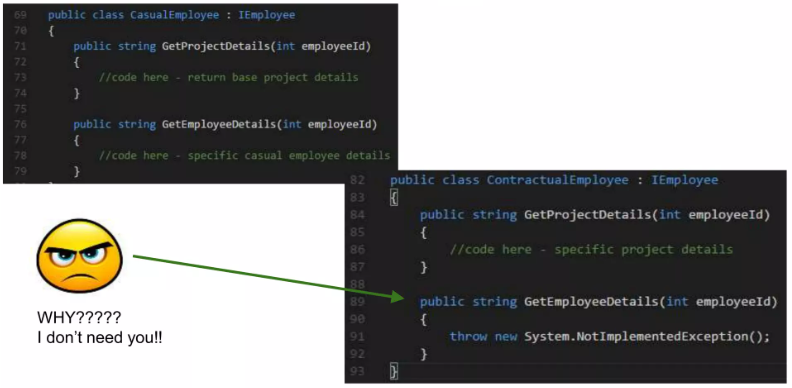 69 public class CasualEmployee : IEmployee
70 {
71 public string GetProjectDetails(int employeeId)
72 {
73 //code here - return base project details
74 }
75
76 public string GetEmployeeDetails(int employeeId)
77 {
78 //code here - specific casual employee details
79 }
82 public class ContractualEmployee : IEmployee
83 {
84 public string GetProjectDetails(int employeeId)
85 {
86 //code here - specific project details
87 }
88
89 public string GetEmployeeDetails(int employeeId)
90 {
91 throw new System.NotImplementedException();
92 }
93 }
WHY?????
I don't need you!!